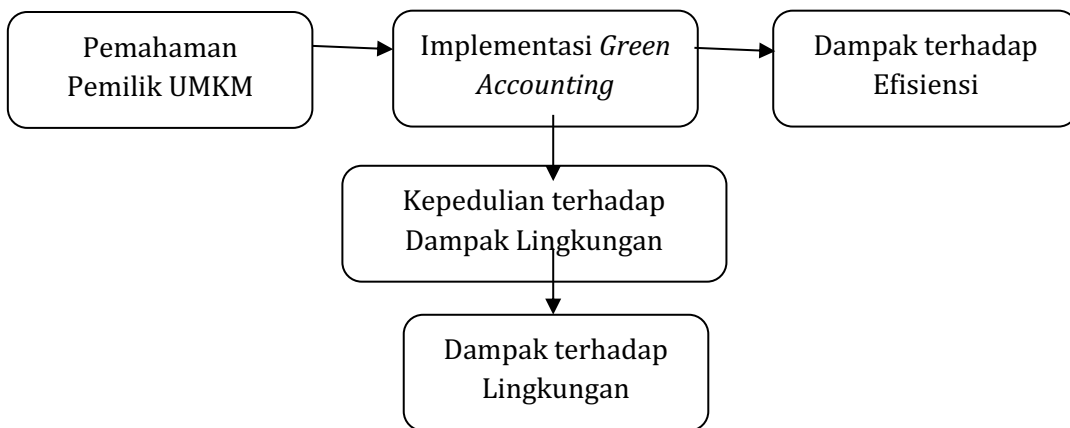 Pemahaman
Pemilik UMKM
Implementasi Green
Accounting
Dampak terhadap
Efisiensi
Kepedulian terhadap
Dampak Lingkungan
Dampak terhadap
Lingkungan